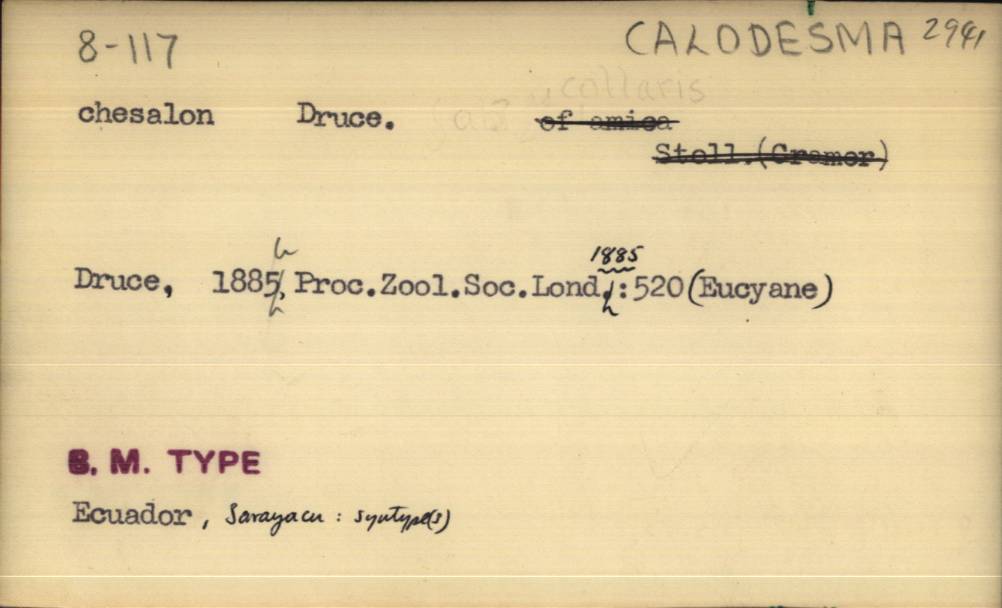 8-117 CALODESMA 2941
collaris
chesalon Druce. of amica
Stoll.(Cramer)
1885
Druce, 1885, Proc.Zool.Soc.Lond.:520(Eucyane)
B. M. TYPE
Ecuador, Sarayacu : syntype(s)